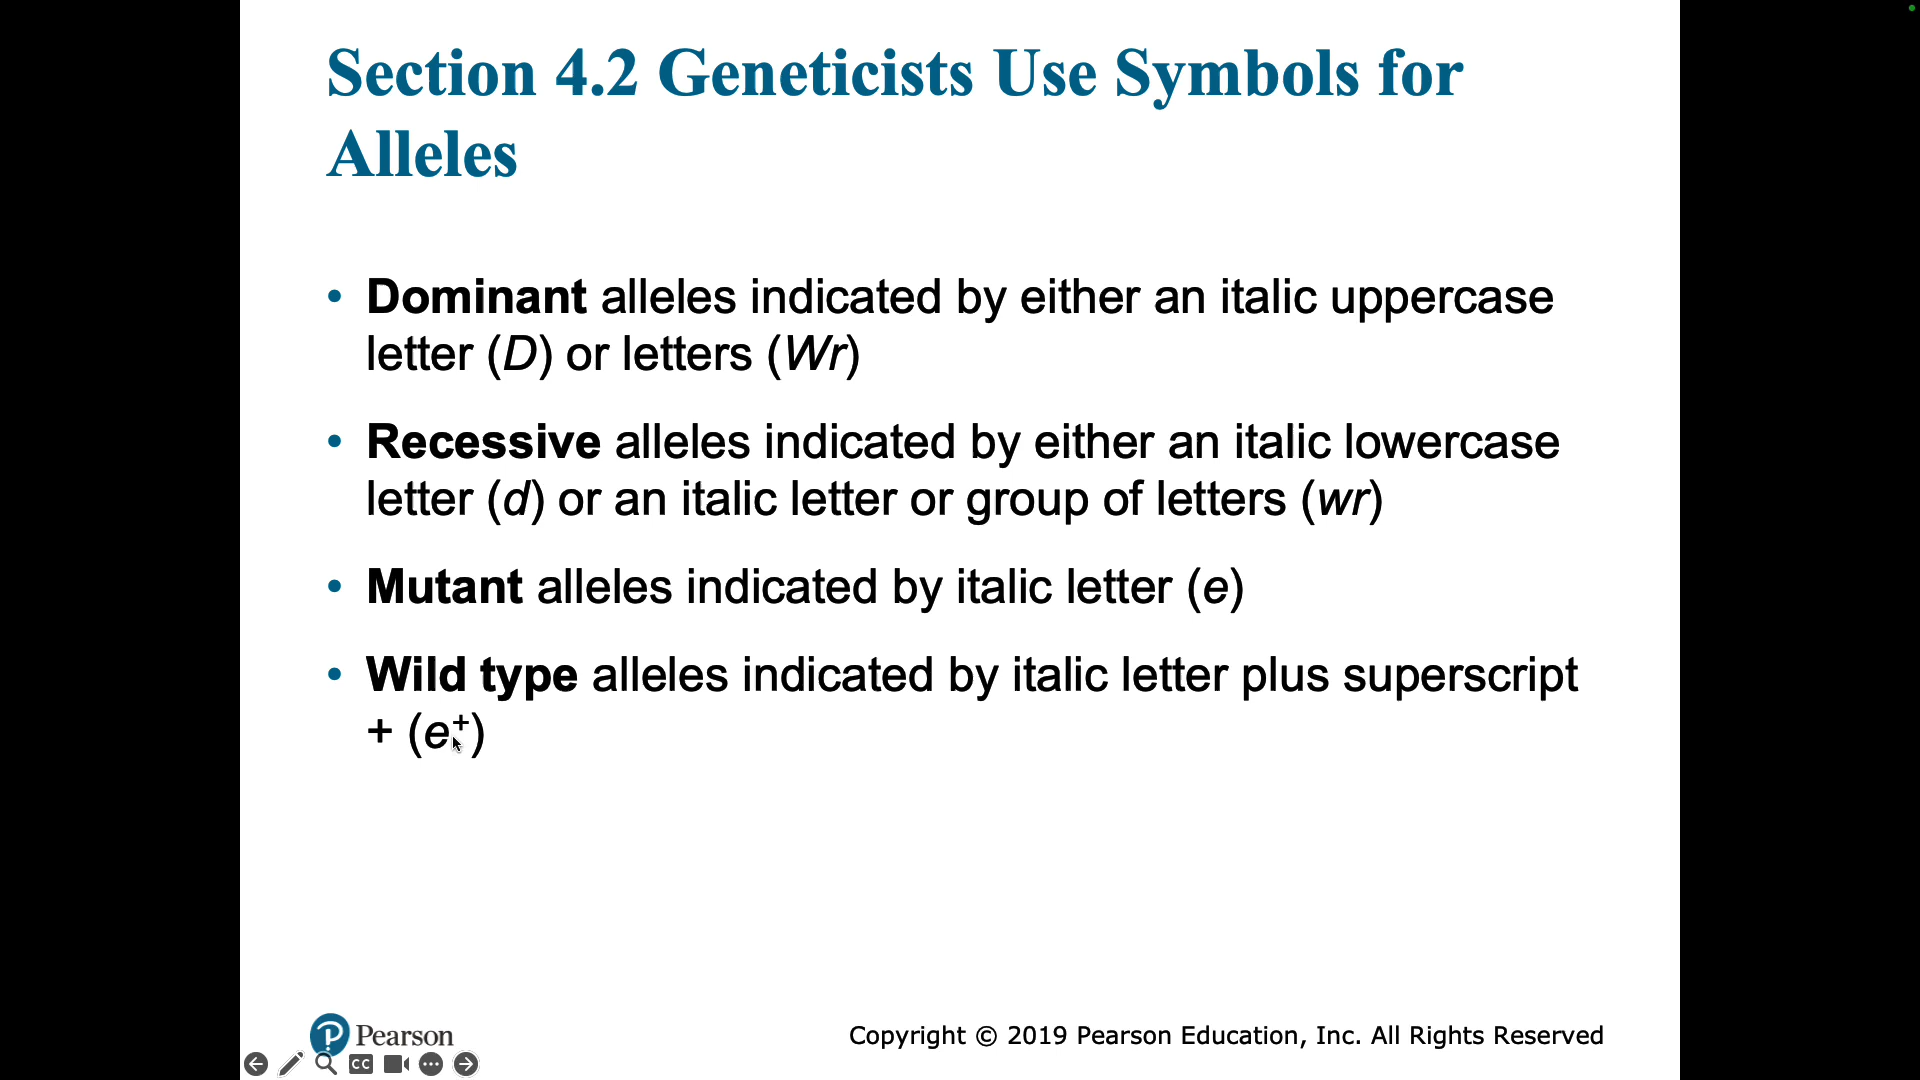 Section 4.2 Geneticists Use Symbols for
Alleles
• Dominant alleles indicated by either an italic uppercase
letter (D) or letters (Wr)
• Recessive alleles indicated by either an italic lowercase
letter (d) or an italic letter or group of letters (wr)
• Mutant alleles indicated by italic letter (e)
• Wild type alleles indicated by italic letter plus superscript
+ (e⁺)
P Pearson
Copyright © 2019 Pearson Education, Inc. All Rights Reserved
CC